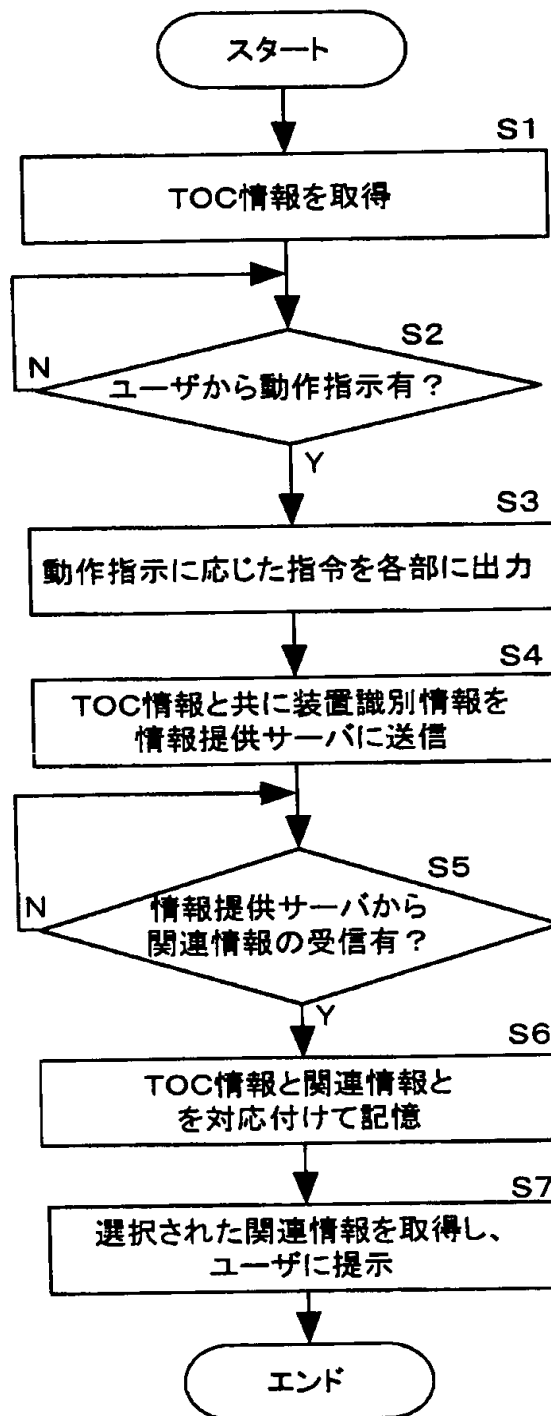 スタート
S1
TOC情報を取得
S2
N
ユーザから動作指示有？
Y
S3
動作指示に応じた指令を各部に出力
S4
TOC情報と共に装置識別情報を
情報提供サーバに送信
S5
N
情報提供サーバから
関連情報の受信有？
Y
S6
TOC情報と関連情報と
を対応付けて記憶
S7
選択された関連情報を取得し、
ユーザに提示
エンド